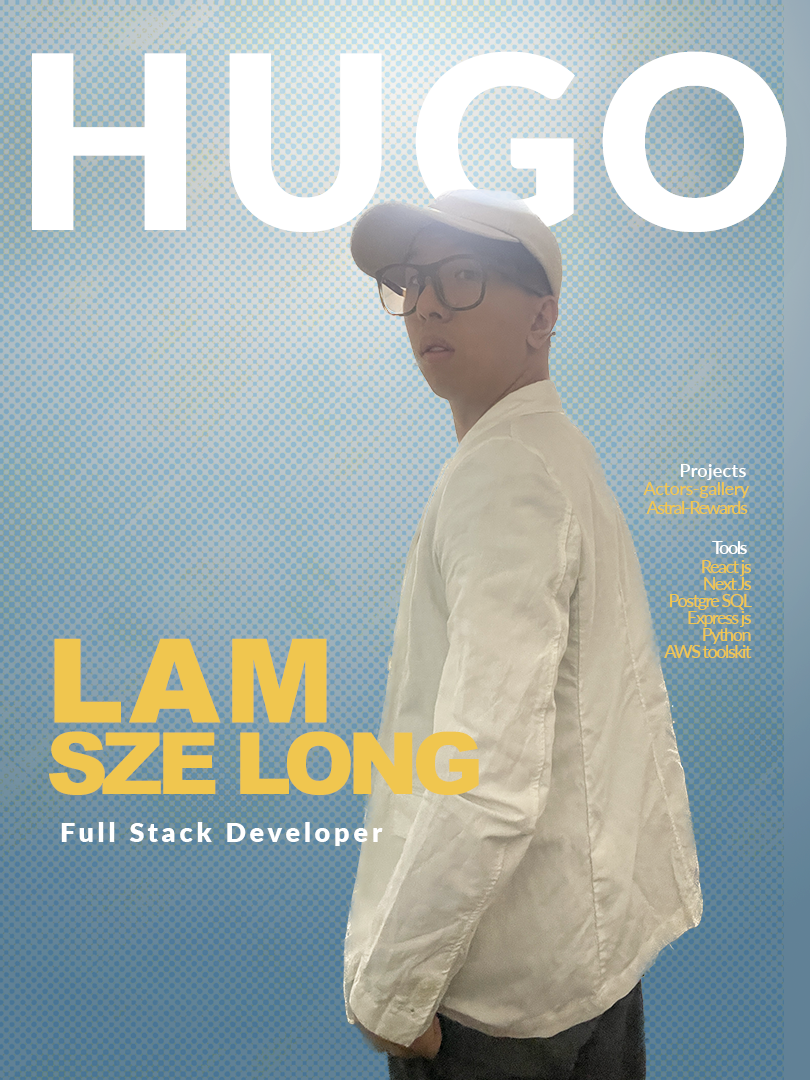 HUGO
Projects
Actors-gallery
Astral-Rewards
Tools
React js
Next Js
Postgre SQL
Express js
Python
AWS toolskit
LAM
SZE LONG
Full Stack Developer